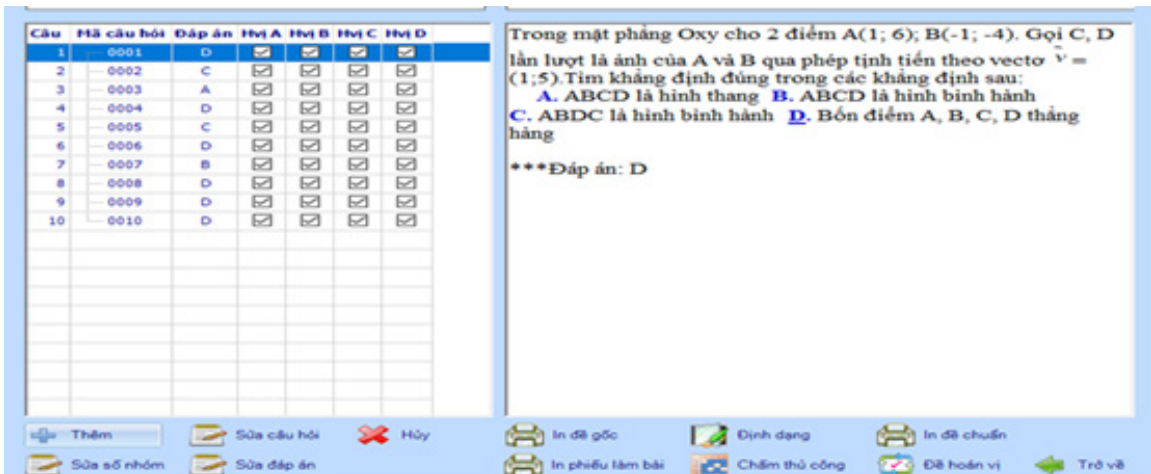 Câu Mã câu hỏi Đáp án Hvị A Hvị B Hvị C Hvị D
1 0001 D
2 0002 C
3 0003 A
4 0004 D
5 0005 C
6 0006 D
7 0007 B
8 0008 D
9 0009 D
10 0010 D
Trong mặt phẳng Oxy cho 2 điểm A(1; 6); B(-1; -4). Gọi C, D
lần lượt là ảnh của A và B qua phép tịnh tiến theo vectơ v =
(1;5).Tìm khẳng định đúng trong các khẳng định sau:
A. ABCD là hình thang B. ABCD là hình bình hành
C. ABDC là hình bình hành D. Bốn điểm A, B, C, D thẳng
hàng
***Đáp án: D
Thêm Sửa câu hỏi Hủy In đề gốc Định dạng In đề chuẩn
Sửa số nhóm Sửa đáp án In phiếu làm bài Chấm thủ công Đề hoán vị Trở về